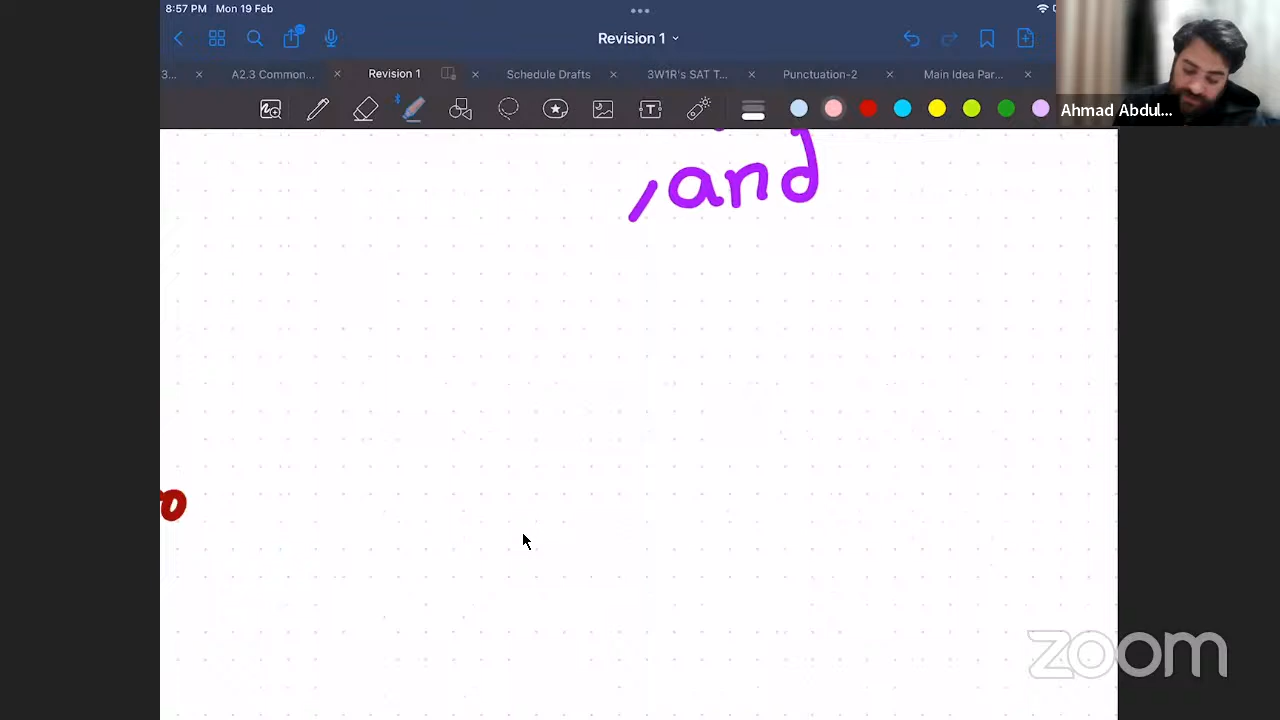 8:57 PM Mon 19 Feb
Revision 1
3... A2.3 Common... Revision 1 Schedule Drafts 3W1R's SAT T... Punctuation-2 Main Idea Par...
Ahmad Abdul...
, and
zoom